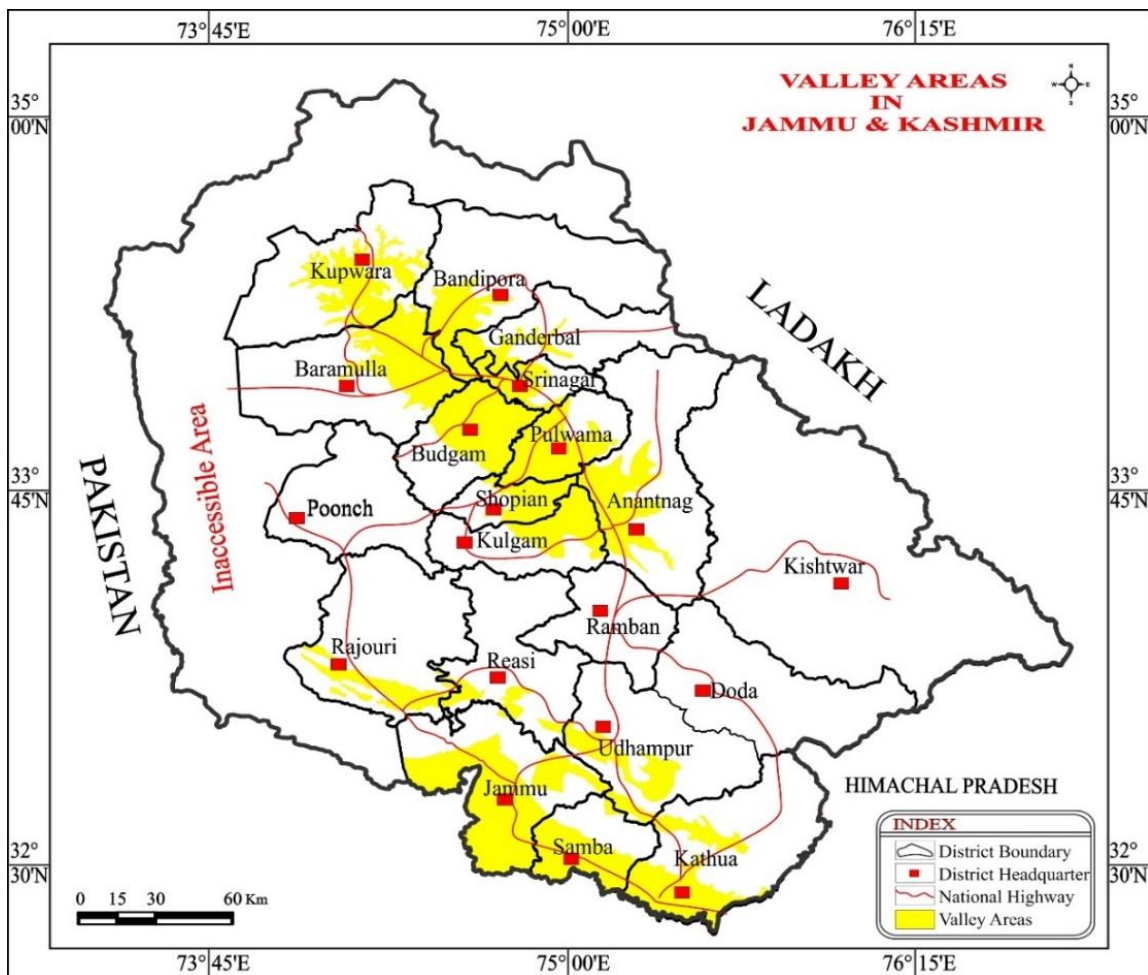 73°45'
75°00'
76°15'
VALLEY AREAS
IN
JAMMU & KASHMIR
N
W E
S
35°
00'N
35°
00'N
Kupwara
Bandipora
LADAKH
Ganderbal
Baramulla
Srinagar
Inaccessible Area
PAKISTAN
Budgam
Pulwama
33°
45'N
33°
45'N
Poonch
Shopian
Anantnag
Kulgam
Kishtwar
Ramban
Rajouri
Reasi
Doda
Udhampur
HIMACHAL PRADESH
Jammu
Samba
Kathua
32°
30'N
32°
30'N
INDEX
District Boundary
District Headquarter
National Highway
Valley Areas
0 15 30 60 Km
73°45'
75°00'
76°15'